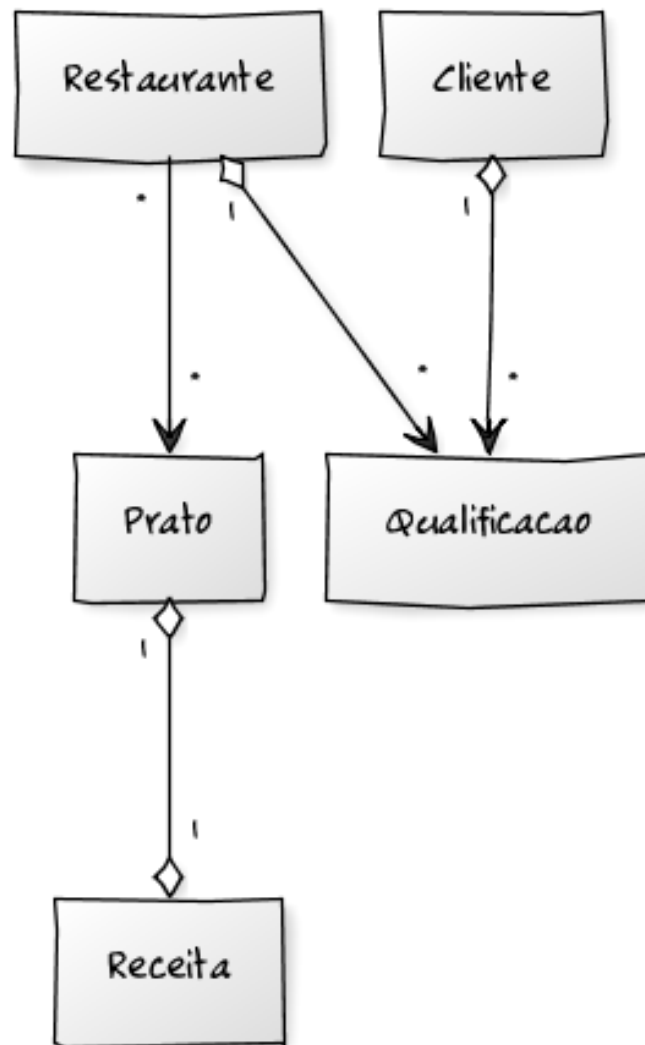 Restaurante
Cliente
*
1
1
*
*
*
Prato
Qualificacao
1
1
Receita